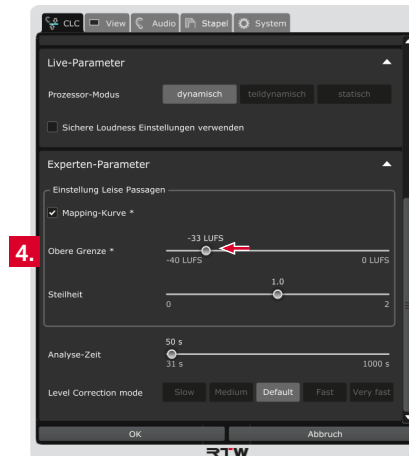 CLC View Audio Stapel System
Live-Parameter
Prozessor-Modus dynamisch teildynamisch statisch
Sichere Loudness Einstellungen verwenden
Experten-Parameter
Einstellung Leise Passagen
Mapping-Kurve *
-33 LUFS
4. Obere Grenze *
-40 LUFS 0 LUFS
1.0
Steilheit
0 2
50 s
Analyse-Zeit
31 s 1000 s
Level Correction mode Slow Medium Default Fast Very fast
OK Abbruch
RTW